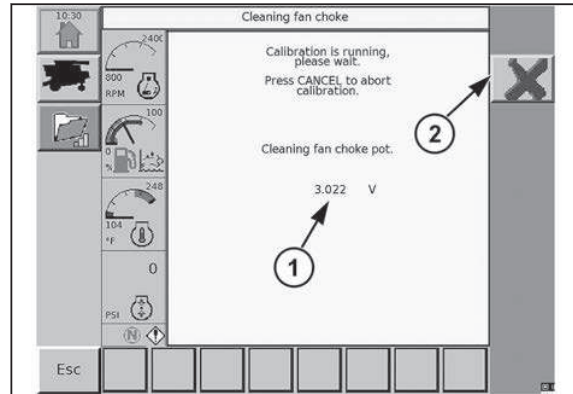 10:30
Cleaning fan choke
2400
800
RPM
Calibration is running,
please wait.
Press CANCEL to abort
calibration.
2
100
0
%
Cleaning fan choke pot.
248
3.022 V
104
°F
1
0
PSI
N
Esc